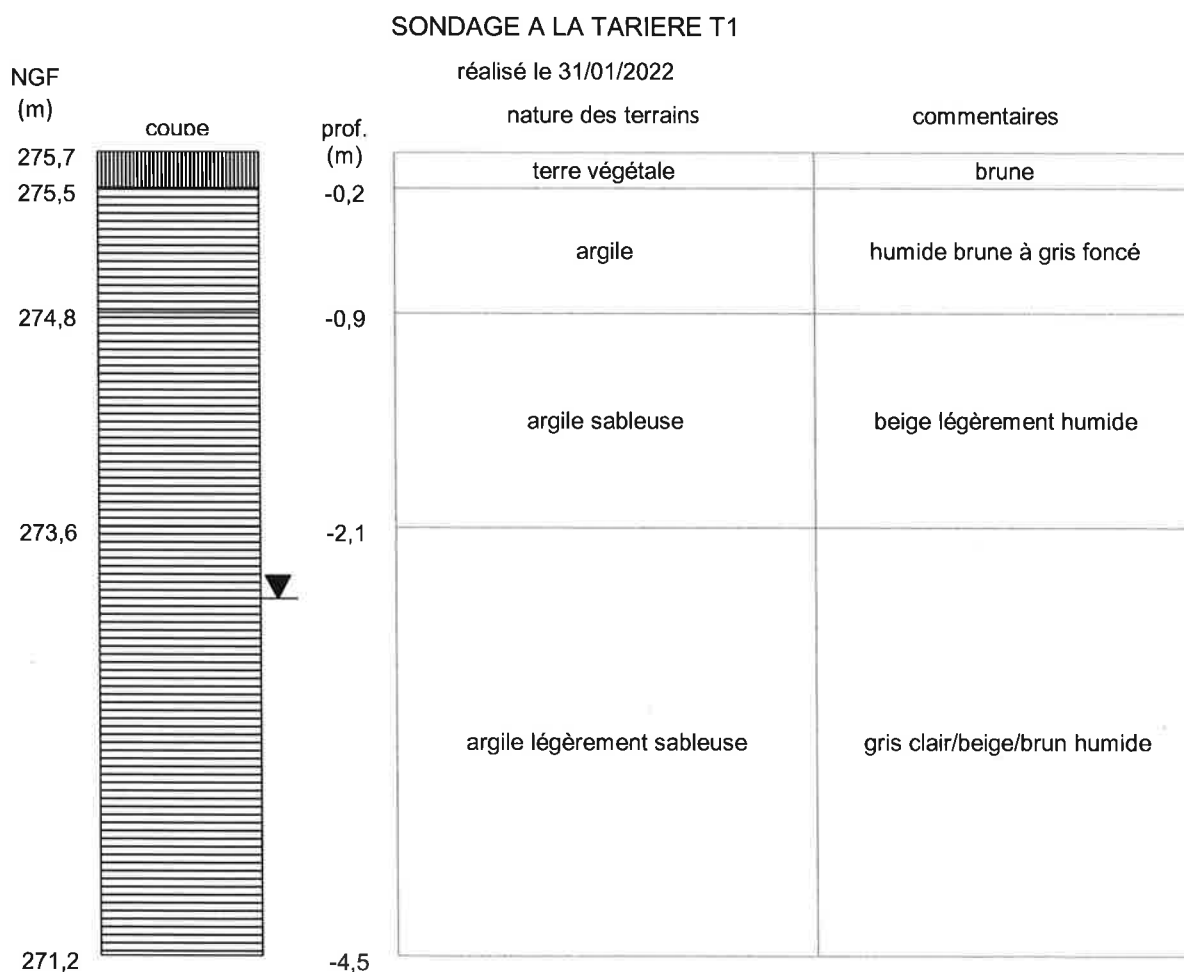 SONDAGE A LA TARIERE T1
réalisé le 31/01/2022
NGF
(m)
coupe
prof.
(m)
nature des terrains
commentaires
275,7
terre végétale
brune
275,5
-0,2
argile
humide brune à gris foncé
274,8
-0,9
argile sableuse
beige légèrement humide
273,6
-2,1
argile légèrement sableuse
gris clair/beige/brun humide
271,2
-4,5